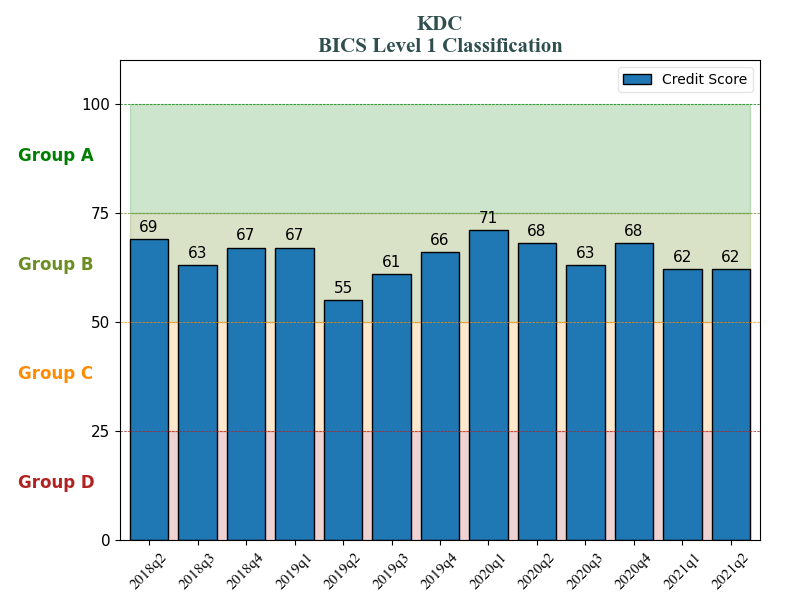 KDC
BICS Level 1 Classification
Credit Score
100
Group A
75
71
69
67
67
68
68
66
63
63
62
62
61
Group B
55
50
Group C
25
Group D
0
2018q2
2018q3
2018q4
2019q1
2019q2
2019q3
2019q4
2020q1
2020q2
2020q3
2020q4
2021q1
2021q2